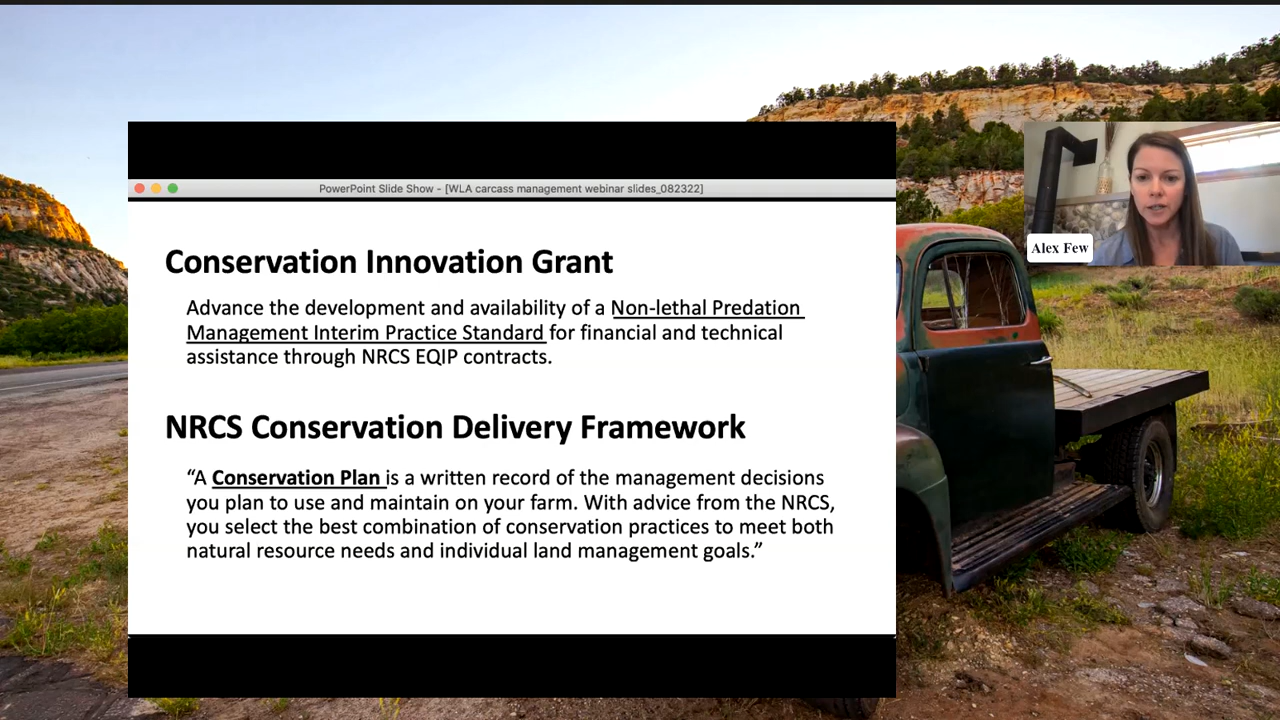 PowerPoint Slide Show - [WLA carcass management webinar slides_082322]
Conservation Innovation Grant
Advance the development and availability of a Non-lethal Predation
Management Interim Practice Standard for financial and technical
assistance through NRCS EQIP contracts.
NRCS Conservation Delivery Framework
“A Conservation Plan is a written record of the management decisions
you plan to use and maintain on your farm. With advice from the NRCS,
you select the best combination of conservation practices to meet both
natural resource needs and individual land management goals.”
Alex Few